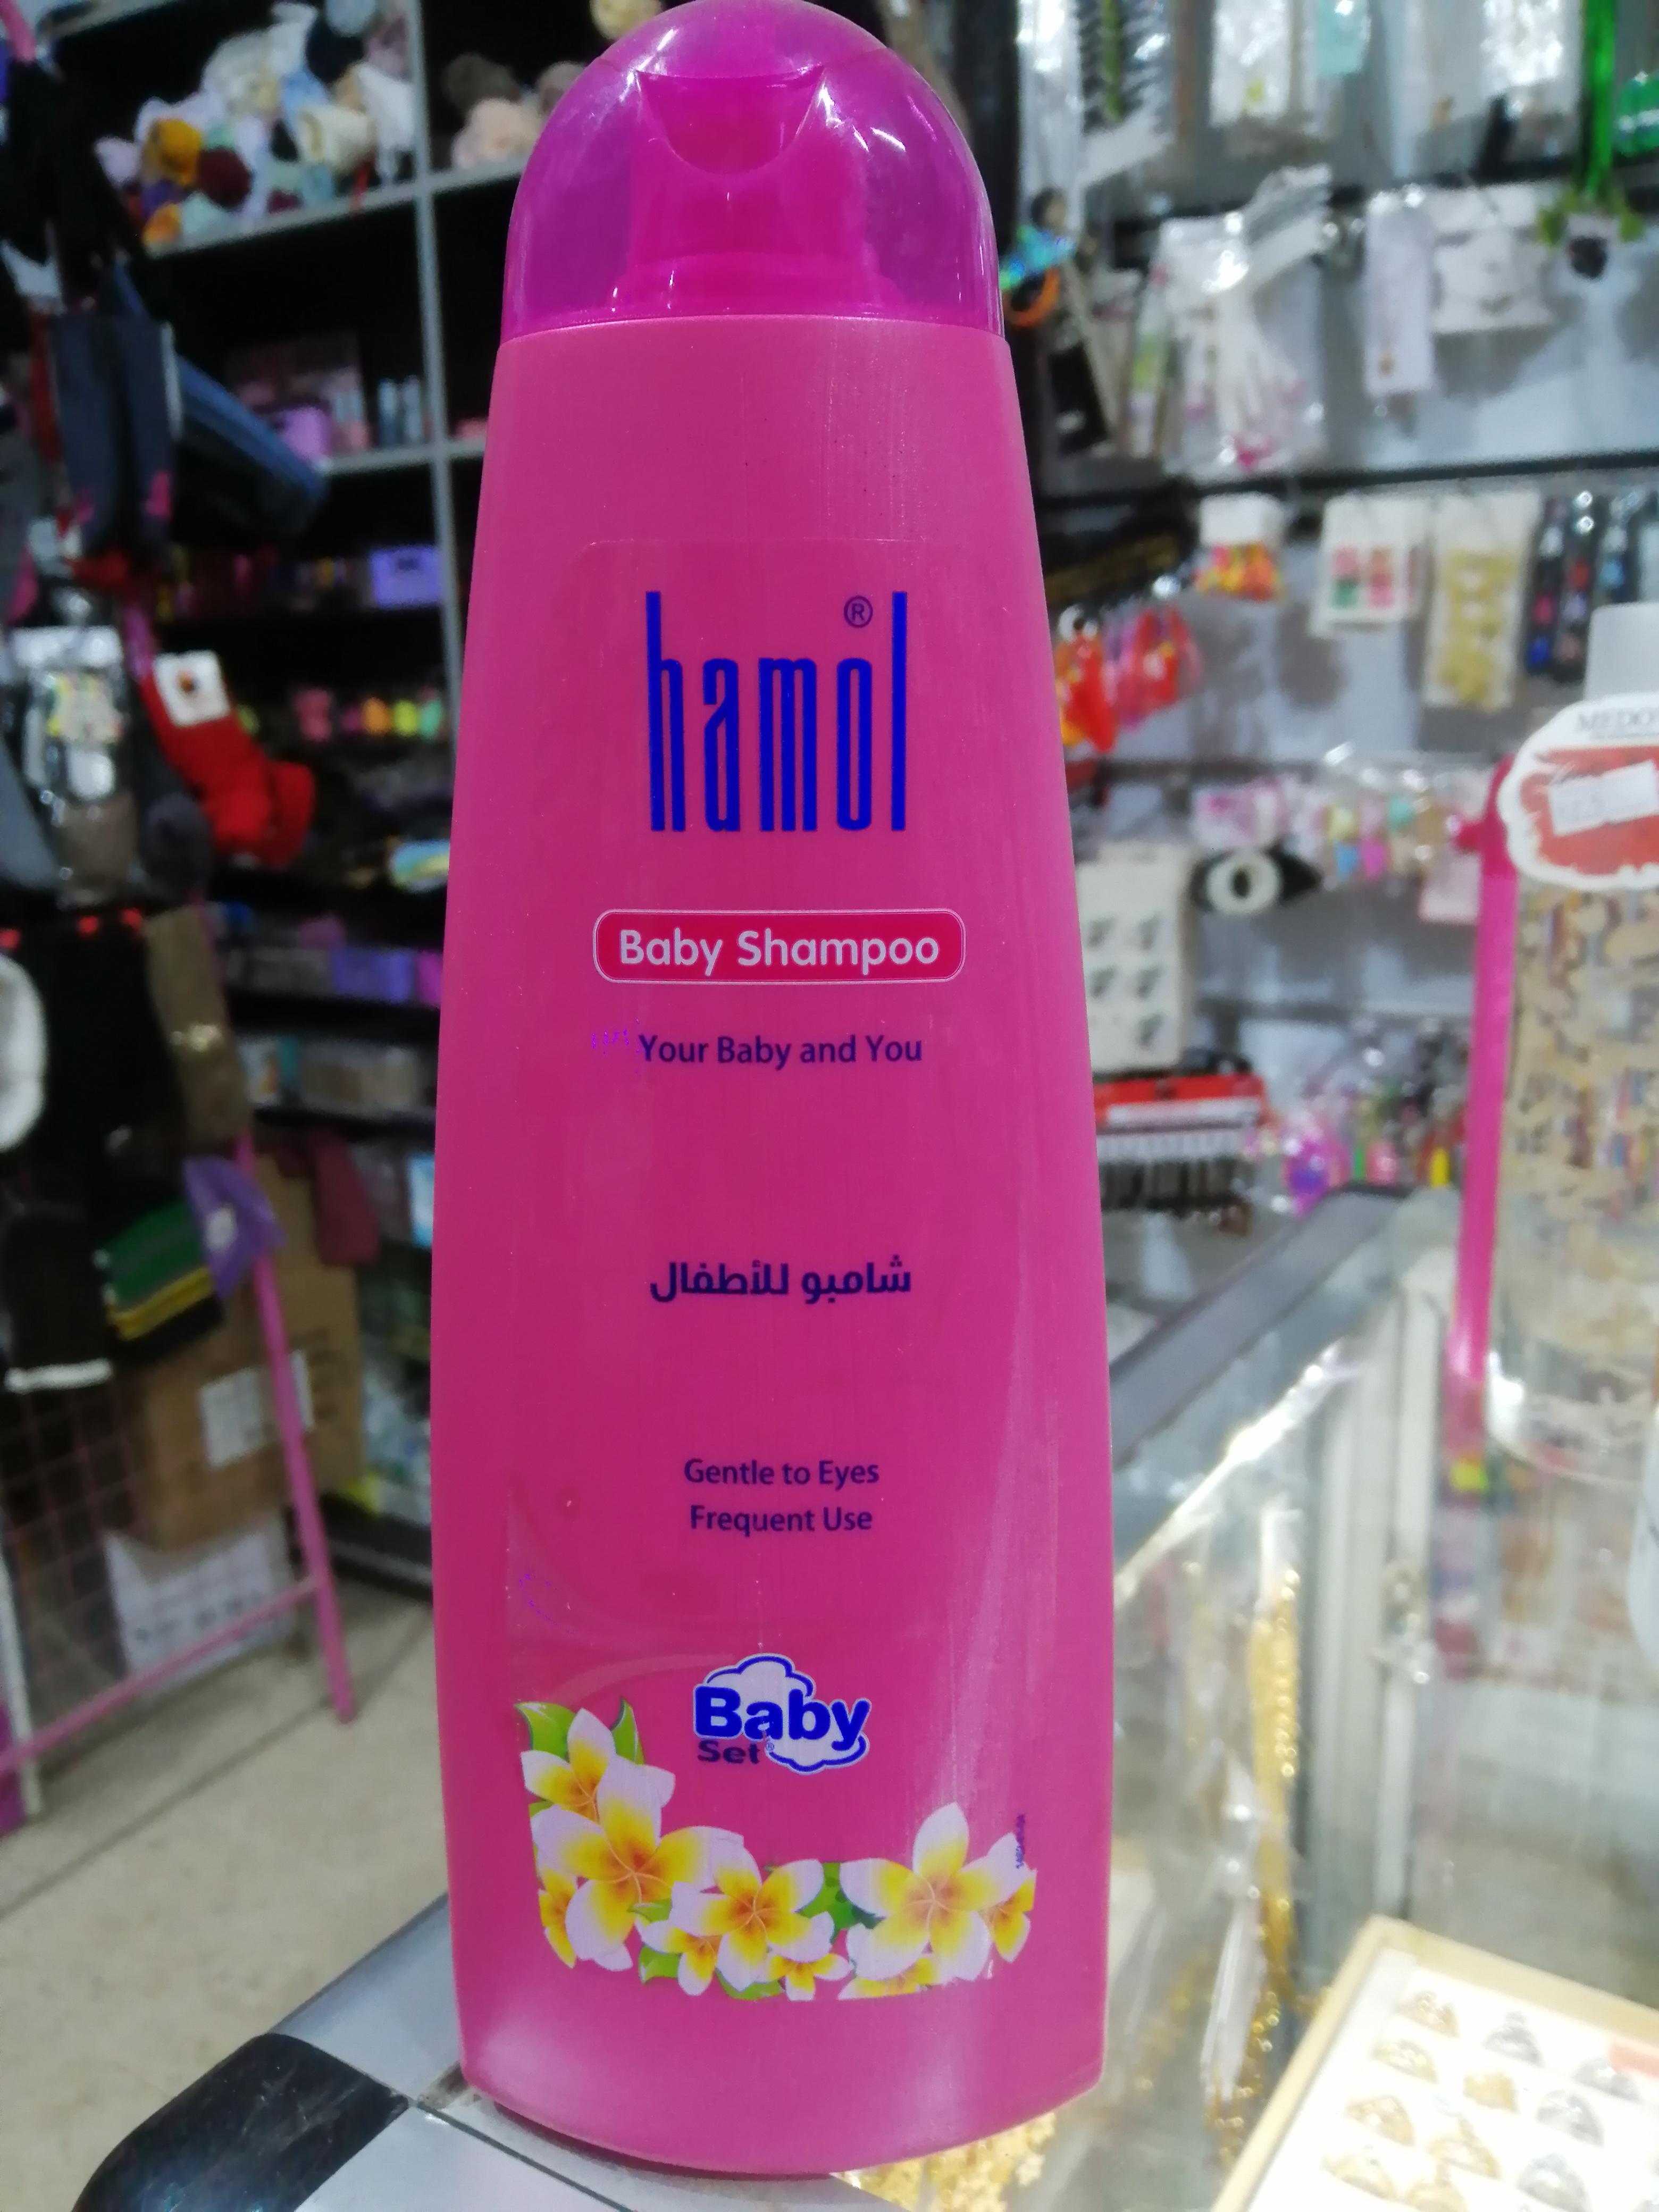 hamol®
Baby Shampoo
Your Baby and You
شامبو للأطفال
Gentle to Eyes
Frequent Use
Baby
Set®